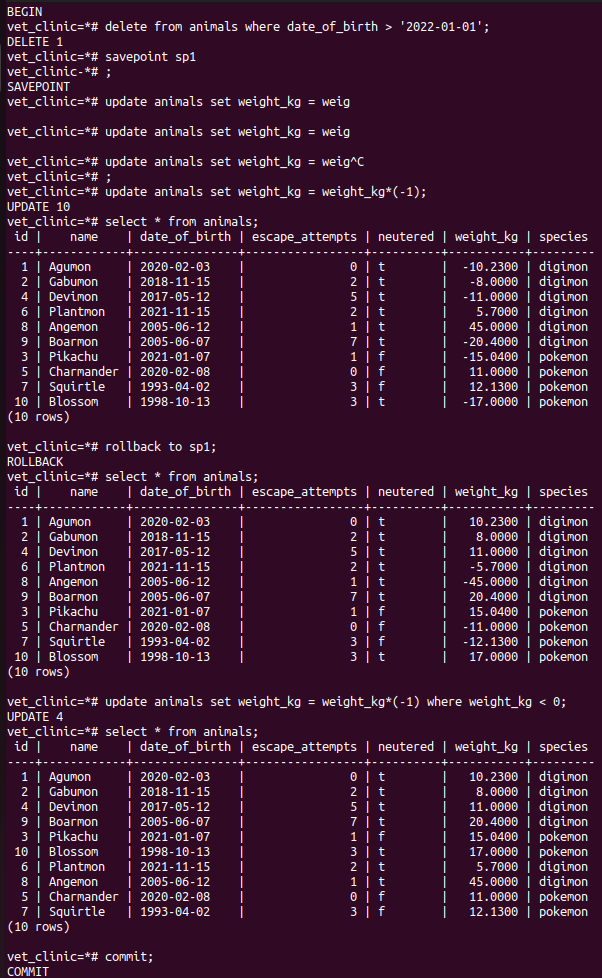 BEGIN
vet_clinic=*# delete from animals where date_of_birth > '2022-01-01';
DELETE 1
vet_clinic=*# savepoint sp1
vet_clinic-*# ;
SAVEPOINT
vet_clinic=*# update animals set weight_kg = weig

vet_clinic=*# update animals set weight_kg = weig

vet_clinic=*# update animals set weight_kg = weig^C
vet_clinic=*# ;
vet_clinic=*# update animals set weight_kg = weight_kg*(-1);
UPDATE 10
vet_clinic=*# select * from animals;
 id |    name    | date_of_birth | escape_attempts | neutered | weight_kg | species
----+------------+---------------+-----------------+----------+-----------+---------
  1 | Agumon     | 2020-02-03    |               0 | t        |  -10.2300 | digimon
  2 | Gabumon    | 2018-11-15    |               2 | t        |   -8.0000 | digimon
  4 | Devimon    | 2017-05-12    |               5 | t        |  -11.0000 | digimon
  6 | Plantmon   | 2021-11-15    |               2 | t        |    5.7000 | digimon
  8 | Angemon    | 2005-06-12    |               1 | t        |   45.0000 | digimon
  9 | Boarmon    | 2005-06-07    |               7 | t        |  -20.4000 | digimon
  3 | Pikachu    | 2021-01-07    |               1 | f        |  -15.0400 | pokemon
  5 | Charmander | 2020-02-08    |               0 | f        |   11.0000 | pokemon
  7 | Squirtle   | 1993-04-02    |               3 | f        |   12.1300 | pokemon
 10 | Blossom    | 1998-10-13    |               3 | t        |  -17.0000 | pokemon
(10 rows)

vet_clinic=*# rollback to sp1;
ROLLBACK
vet_clinic=*# select * from animals;
 id |    name    | date_of_birth | escape_attempts | neutered | weight_kg | species
----+------------+---------------+-----------------+----------+-----------+---------
  1 | Agumon     | 2020-02-03    |               0 | t        |   10.2300 | digimon
  2 | Gabumon    | 2018-11-15    |               2 | t        |    8.0000 | digimon
  4 | Devimon    | 2017-05-12    |               5 | t        |   11.0000 | digimon
  6 | Plantmon   | 2021-11-15    |               2 | t        |   -5.7000 | digimon
  8 | Angemon    | 2005-06-12    |               1 | t        |  -45.0000 | digimon
  9 | Boarmon    | 2005-06-07    |               7 | t        |   20.4000 | digimon
  3 | Pikachu    | 2021-01-07    |               1 | f        |   15.0400 | pokemon
  5 | Charmander | 2020-02-08    |               0 | f        |  -11.0000 | pokemon
  7 | Squirtle   | 1993-04-02    |               3 | f        |  -12.1300 | pokemon
 10 | Blossom    | 1998-10-13    |               3 | t        |   17.0000 | pokemon
(10 rows)

vet_clinic=*# update animals set weight_kg = weight_kg*(-1) where weight_kg < 0;
UPDATE 4
vet_clinic=*# select * from animals;
 id |    name    | date_of_birth | escape_attempts | neutered | weight_kg | species
----+------------+---------------+-----------------+----------+-----------+---------
  1 | Agumon     | 2020-02-03    |               0 | t        |   10.2300 | digimon
  2 | Gabumon    | 2018-11-15    |               2 | t        |    8.0000 | digimon
  4 | Devimon    | 2017-05-12    |               5 | t        |   11.0000 | digimon
  9 | Boarmon    | 2005-06-07    |               7 | t        |   20.4000 | digimon
  3 | Pikachu    | 2021-01-07    |               1 | f        |   15.0400 | pokemon
 10 | Blossom    | 1998-10-13    |               3 | t        |   17.0000 | pokemon
  6 | Plantmon   | 2021-11-15    |               2 | t        |    5.7000 | digimon
  8 | Angemon    | 2005-06-12    |               1 | t        |   45.0000 | digimon
  5 | Charmander | 2020-02-08    |               0 | f        |   11.0000 | pokemon
  7 | Squirtle   | 1993-04-02    |               3 | f        |   12.1300 | pokemon
(10 rows)

vet_clinic=*# commit;
COMMIT